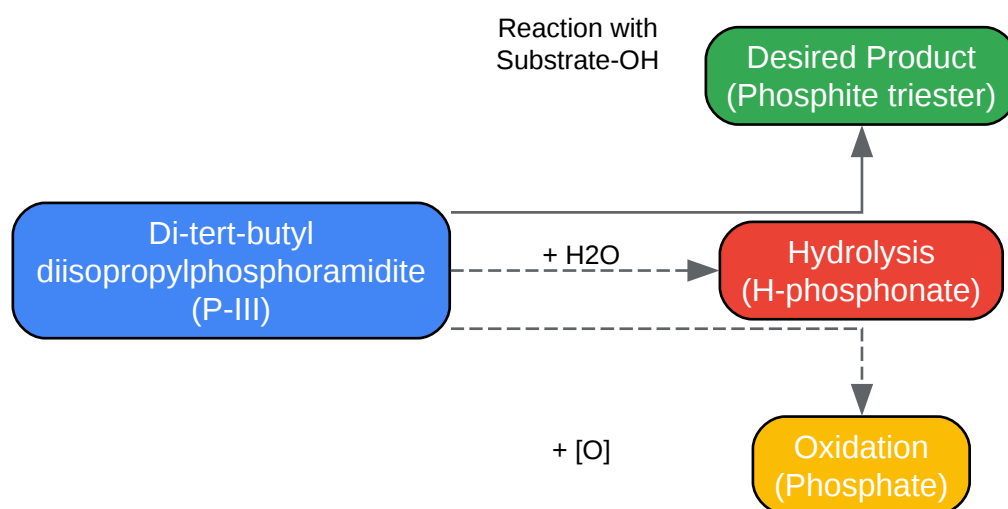 Reaction with
Substrate-OH
Desired Product
(Phosphite triester)
Di-tert-butyl
diisopropylphosphoramidite
(P-III)
+ H2O
Hydrolysis
(H-phosphonate)
+ [O]
Oxidation
(Phosphate)